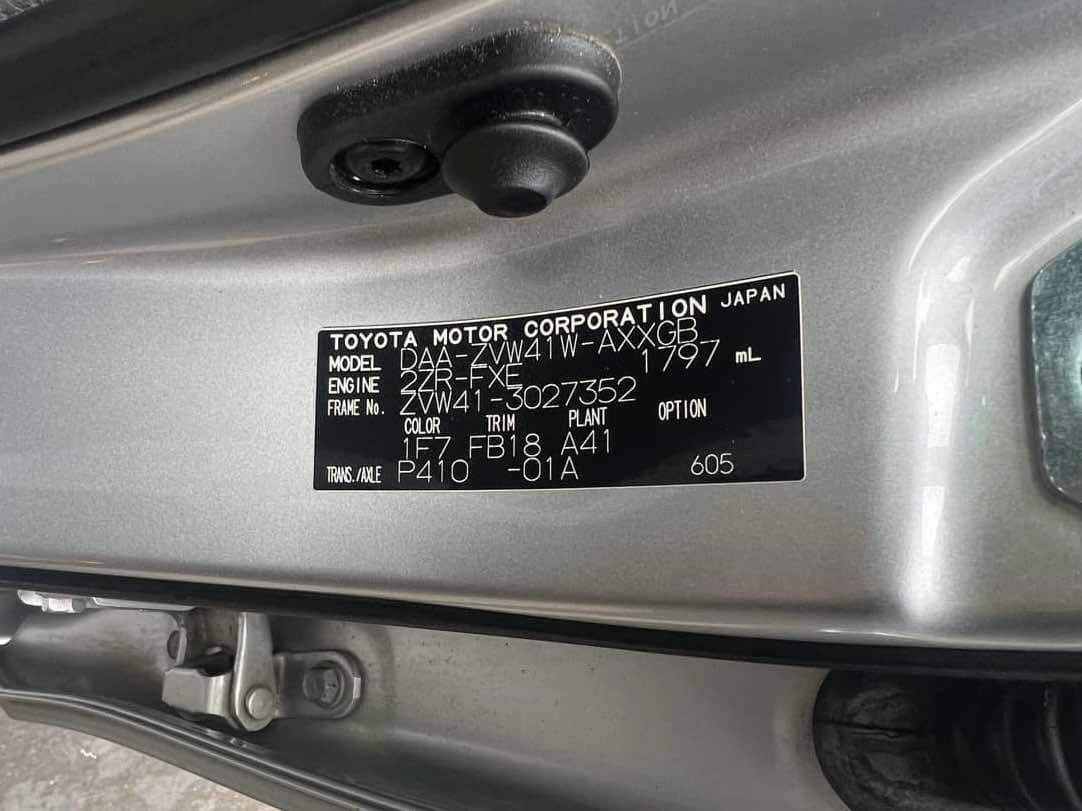 TOYOTA MOTOR CORPORATION JAPAN
MODEL DAA-ZVW41W-AXXGB
ENGINE 2ZR-FXE 1797 mL
FRAME No. ZVW41-3027352
COLOR TRIM PLANT OPTION
1F7 FB18 A41
TRANS./AXLE P410 -01A 605